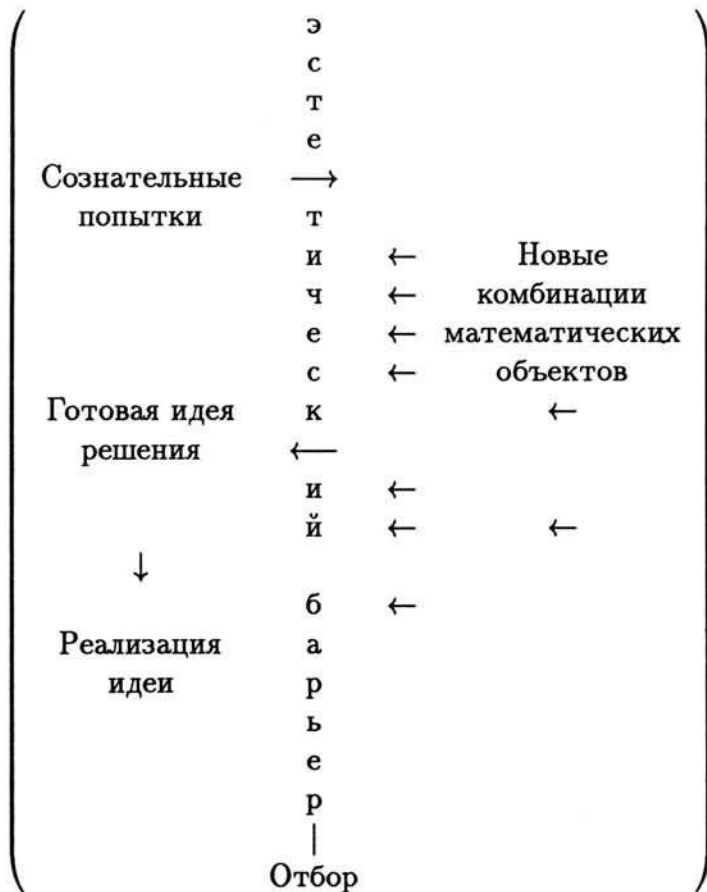 э
с
т
е
Сознательные →
попытки т
и ← Новые
ч ← комбинации
е ← математических
с ← объектов
Готовая идея к ←
решения ←
и ←
й ← ←
↓
б ←
Реализация а
идеи р
ь
е
р
|
Отбор